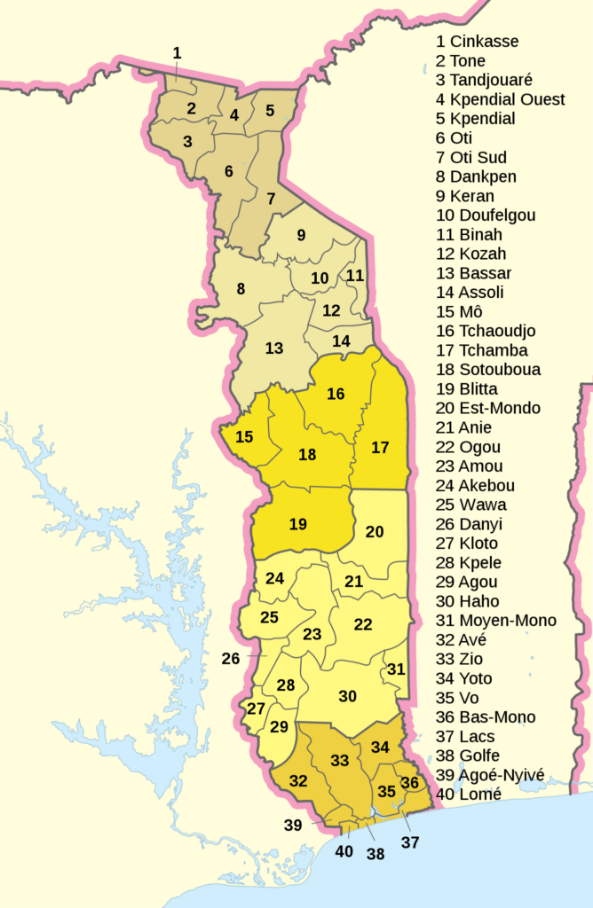 1 Cinkasse
2 Tone
3 Tandjouaré
4 Kpendial Ouest
5 Kpendial
6 Oti
7 Oti Sud
8 Dankpen
9 Keran
10 Doufelgou
11 Binah
12 Kozah
13 Bassar
14 Assoli
15 Mô
16 Tchaoudjo
17 Tchamba
18 Sotouboua
19 Blitta
20 Est-Mondo
21 Anie
22 Ogou
23 Amou
24 Akebou
25 Wawa
26 Danyi
27 Kloto
28 Kpele
29 Agou
30 Haho
31 Moyen-Mono
32 Avé
33 Zio
34 Yoto
35 Vo
36 Bas-Mono
37 Lacs
38 Golfe
39 Agoé-Nyivé
40 Lomé
1
2
4
5
3
6
7
9
8
10
11
12
14
13
16
15
17
18
19
20
24
21
25
22
23
26
31
28
30
27
29
34
33
32
36
35
39
37
40
38